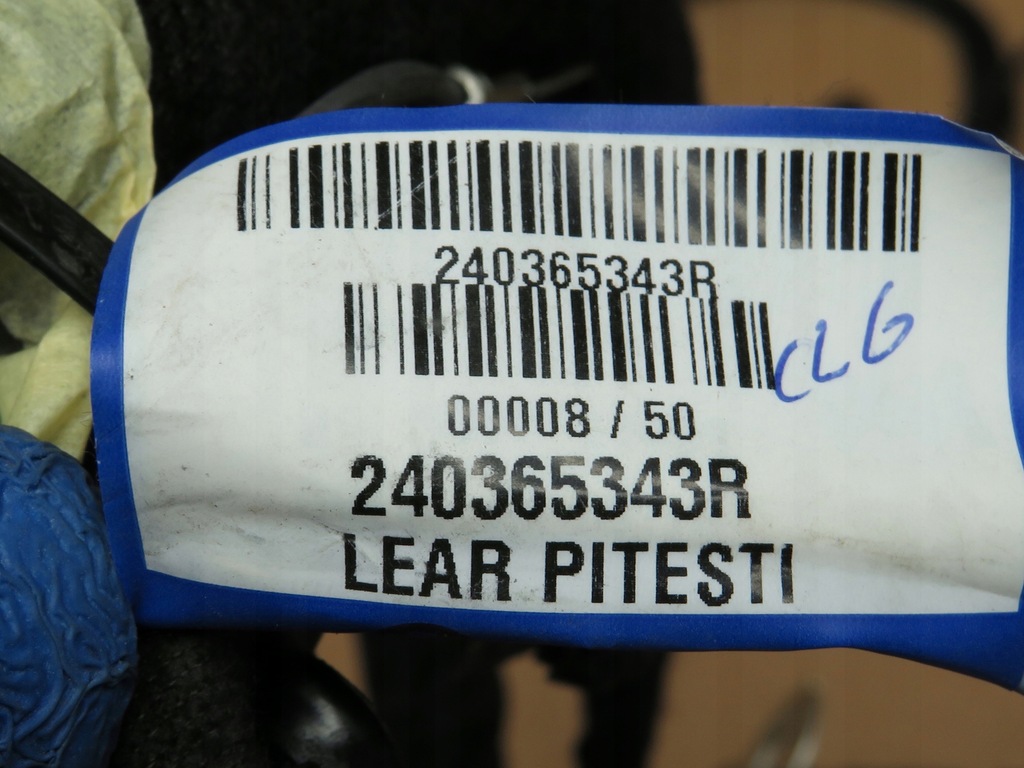 240365343R
CLG
00008 / 50
240365343R
LEAR PITESTI